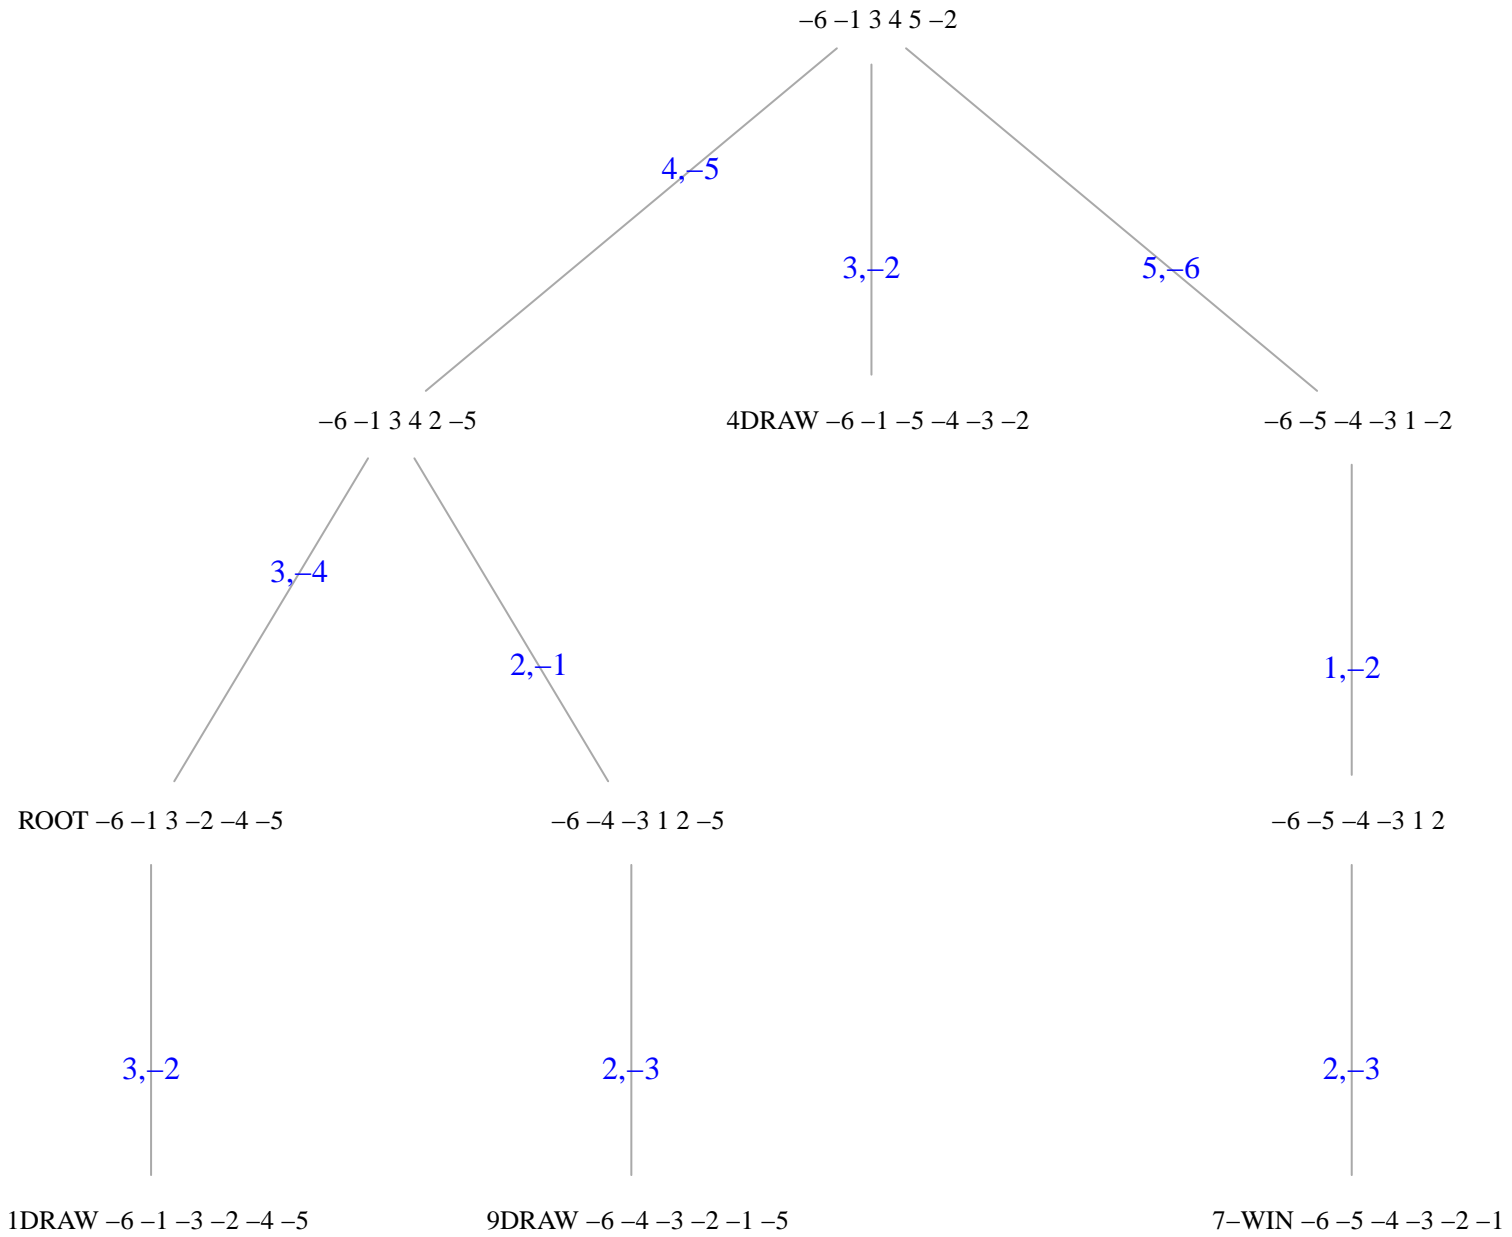 –6 –1 3 4 5 –2
4,–5
3,–2
5,–6
–6 –1 3 4 2 –5
4DRAW –6 –1 –5 –4 –3 –2
–6 –5 –4 –3 1 –2
3,–4
2,–1
1,–2
ROOT –6 –1 3 –2 –4 –5
–6 –4 –3 1 2 –5
–6 –5 –4 –3 1 2
3,–2
2,–3
2,–3
1DRAW –6 –1 –3 –2 –4 –5
9DRAW –6 –4 –3 –2 –1 –5
7–WIN –6 –5 –4 –3 –2 –1